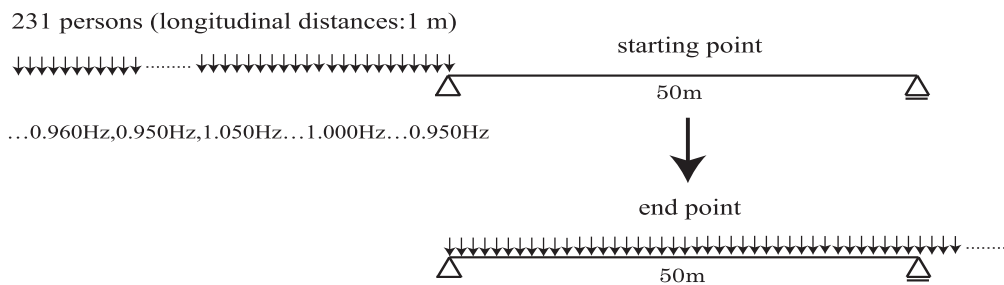 231 persons (longitudinal distances:1 m)
starting point
50m
…0.960Hz,0.950Hz,1.050Hz…1.000Hz…0.950Hz
end point
50m